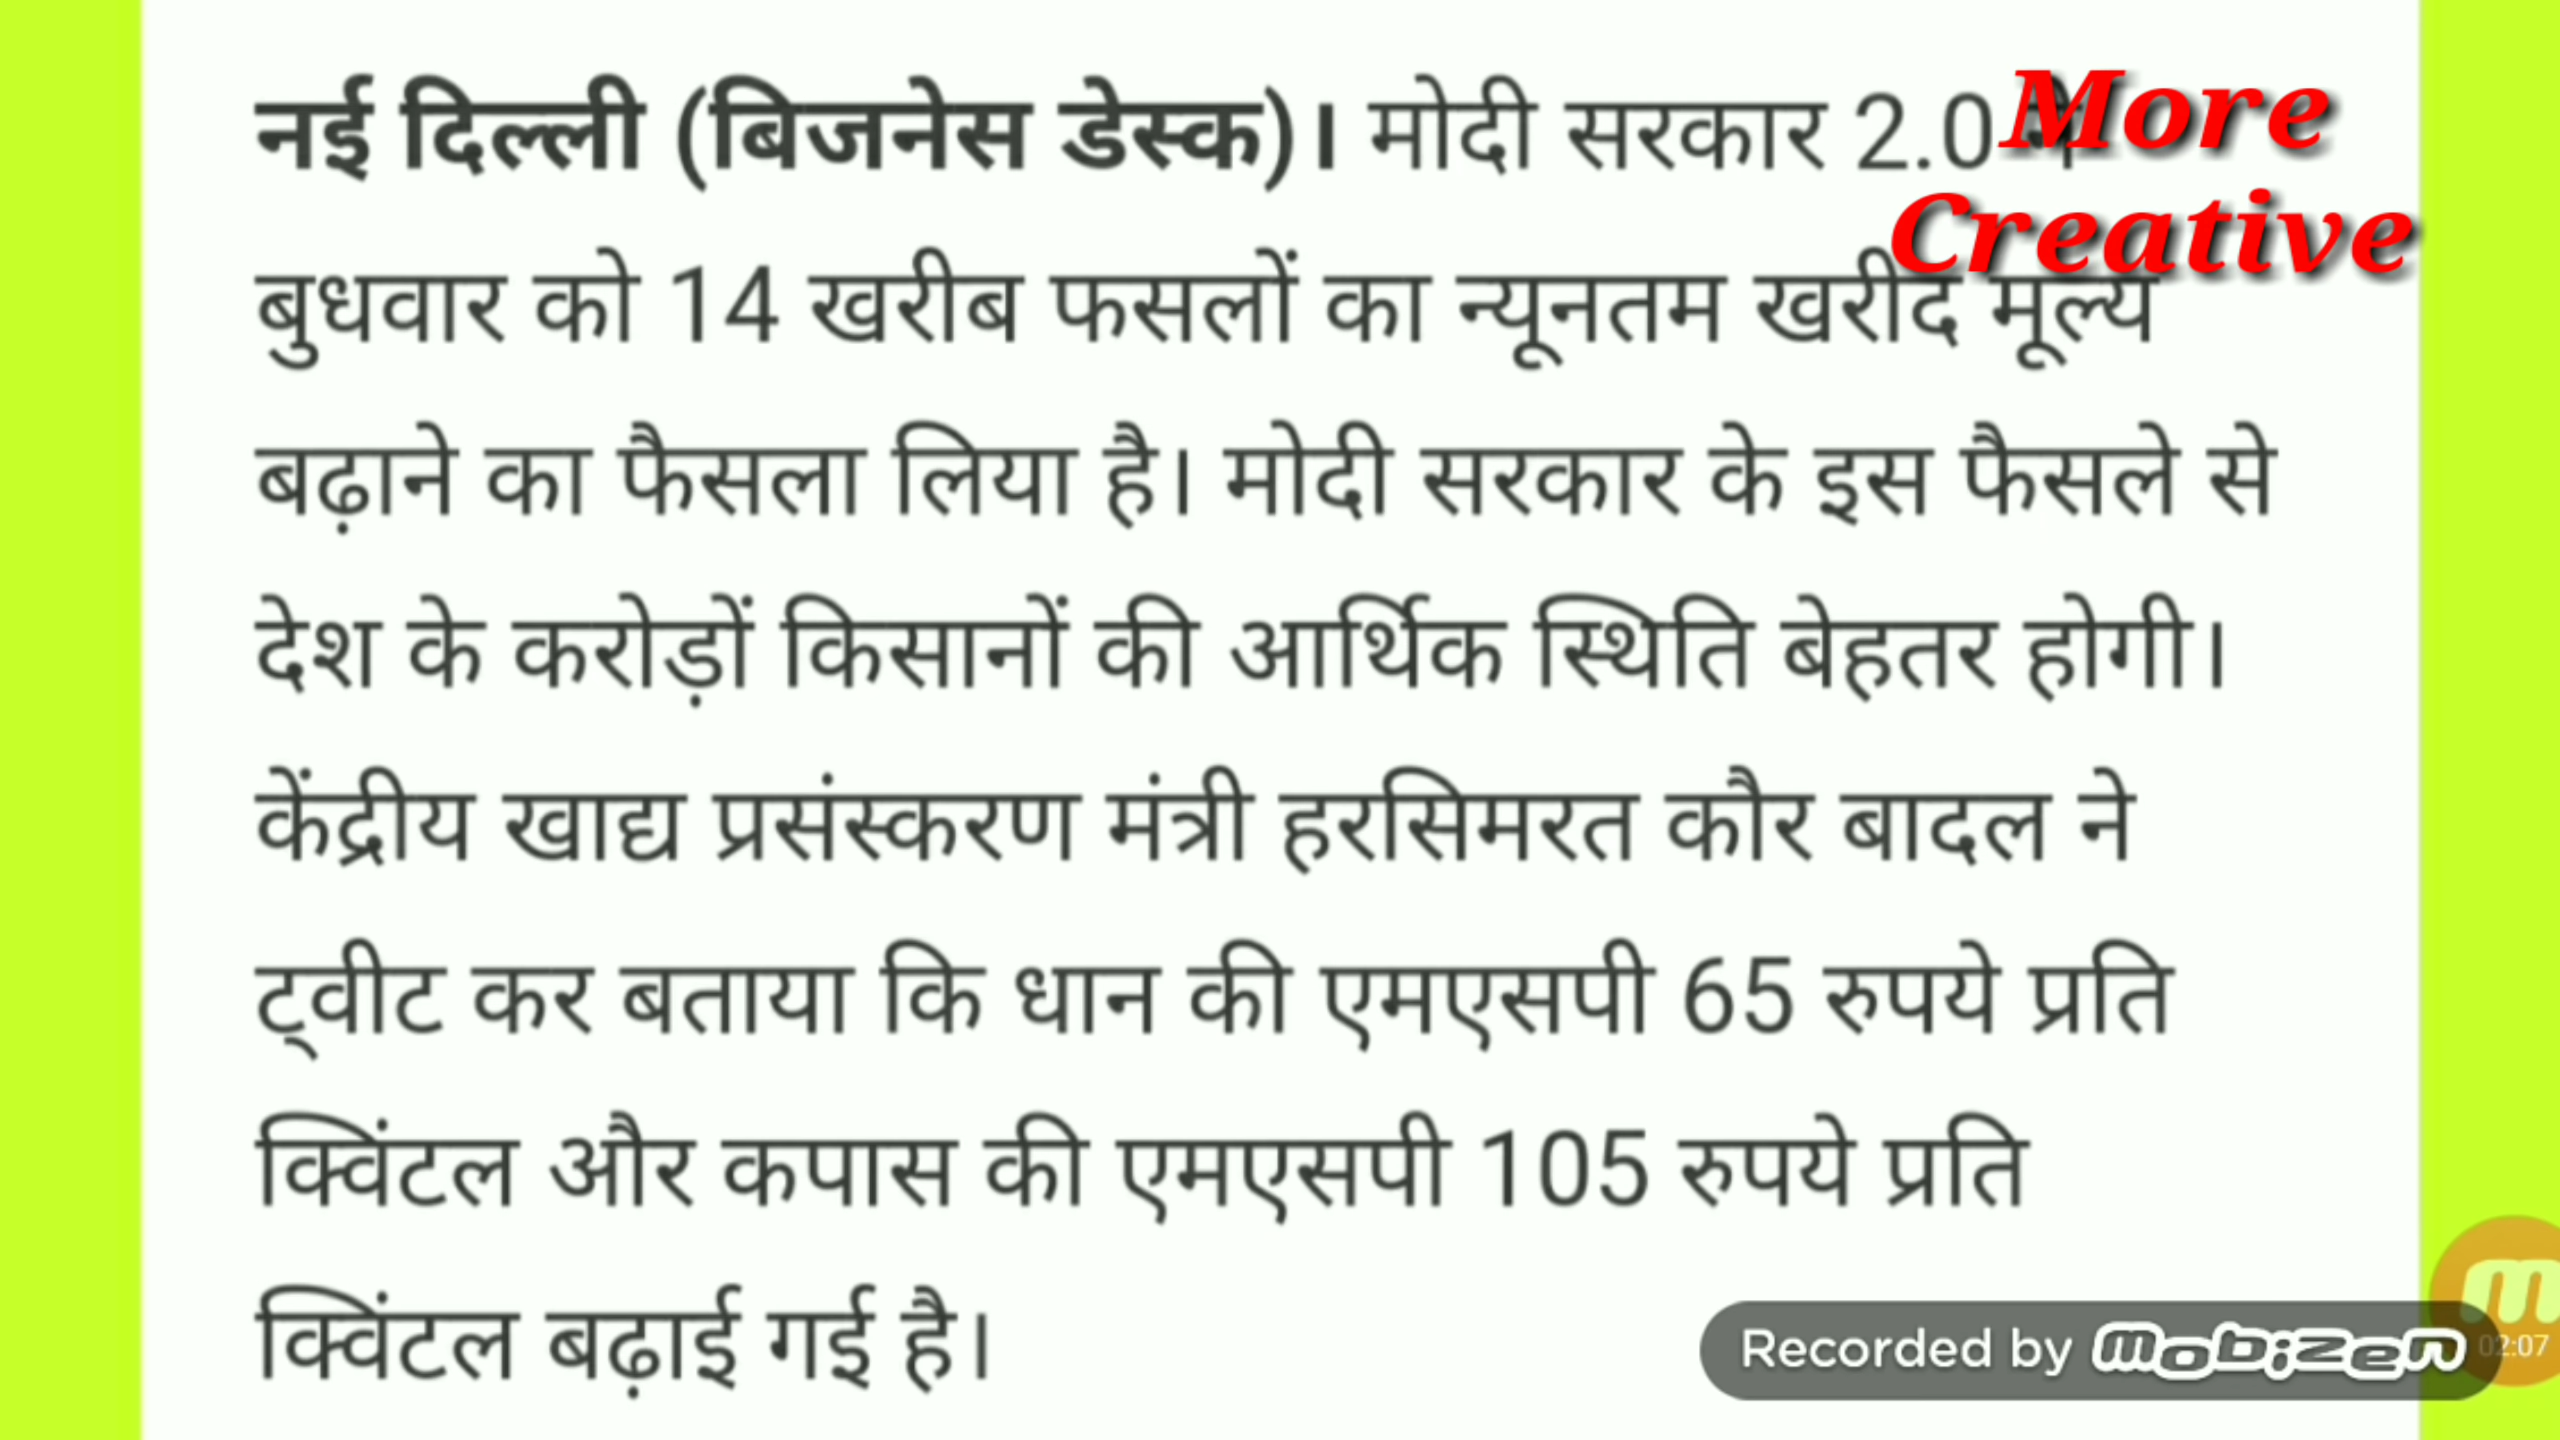 नई दिल्ली (बिजनेस डेस्क)। मोदी सरकार 2.0 ने
More
Creative
बुधवार को 14 खरीब फसलों का न्यूनतम खरीद मूल्य
बढ़ाने का फैसला लिया है। मोदी सरकार के इस फैसले से
देश के करोड़ों किसानों की आर्थिक स्थिति बेहतर होगी।
केंद्रीय खाद्य प्रसंस्करण मंत्री हरसिमरत कौर बादल ने
ट्वीट कर बताया कि धान की एमएसपी 65 रुपये प्रति
क्विंटल और कपास की एमएसपी 105 रुपये प्रति
क्विंटल बढ़ाई गई है।
Recorded by mobizen
02:07